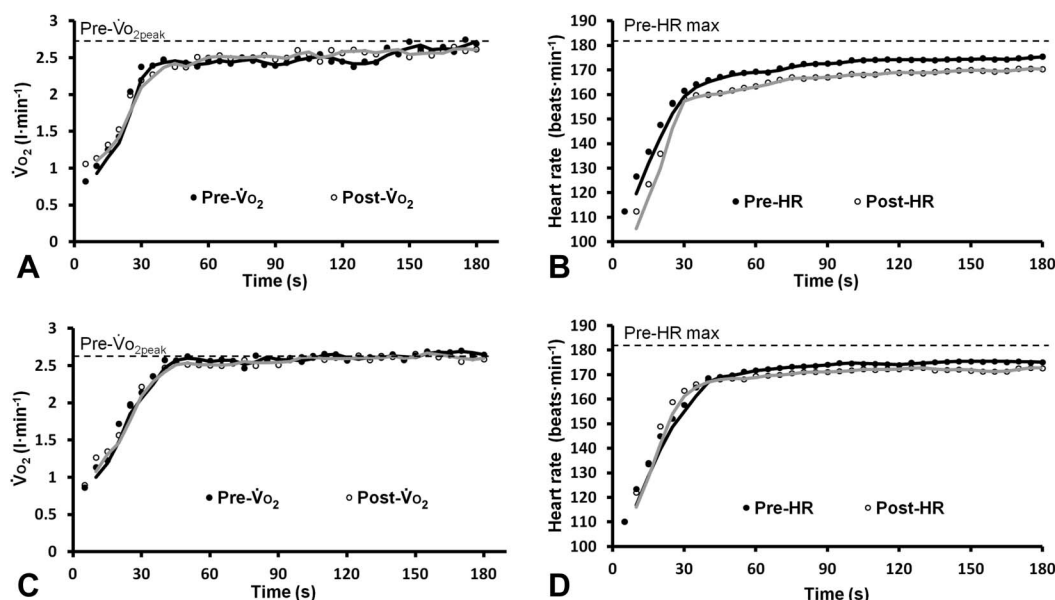 Pre-V̇O₂peak
3
2.5
2
1.5
1
0.5
0
V̇O₂ (l·min⁻¹)
Pre-V̇O₂ Post-V̇O₂
0 30 60 90 120 150 180
Time (s)
A
Pre-HR max
190
180
170
160
150
140
130
120
110
100
Heart rate (beats·min⁻¹)
Pre-HR Post-HR
0 30 60 90 120 150 180
Time (s)
B
Pre-V̇O₂peak
3
2.5
2
1.5
1
0.5
0
V̇O₂ (l·min⁻¹)
Pre-V̇O₂ Post-V̇O₂
0 30 60 90 120 150 180
Time (s)
C
Pre-HR max
190
180
170
160
150
140
130
120
110
100
Heart rate (beats·min⁻¹)
Pre-HR Post-HR
0 30 60 90 120 150 180
Time (s)
D